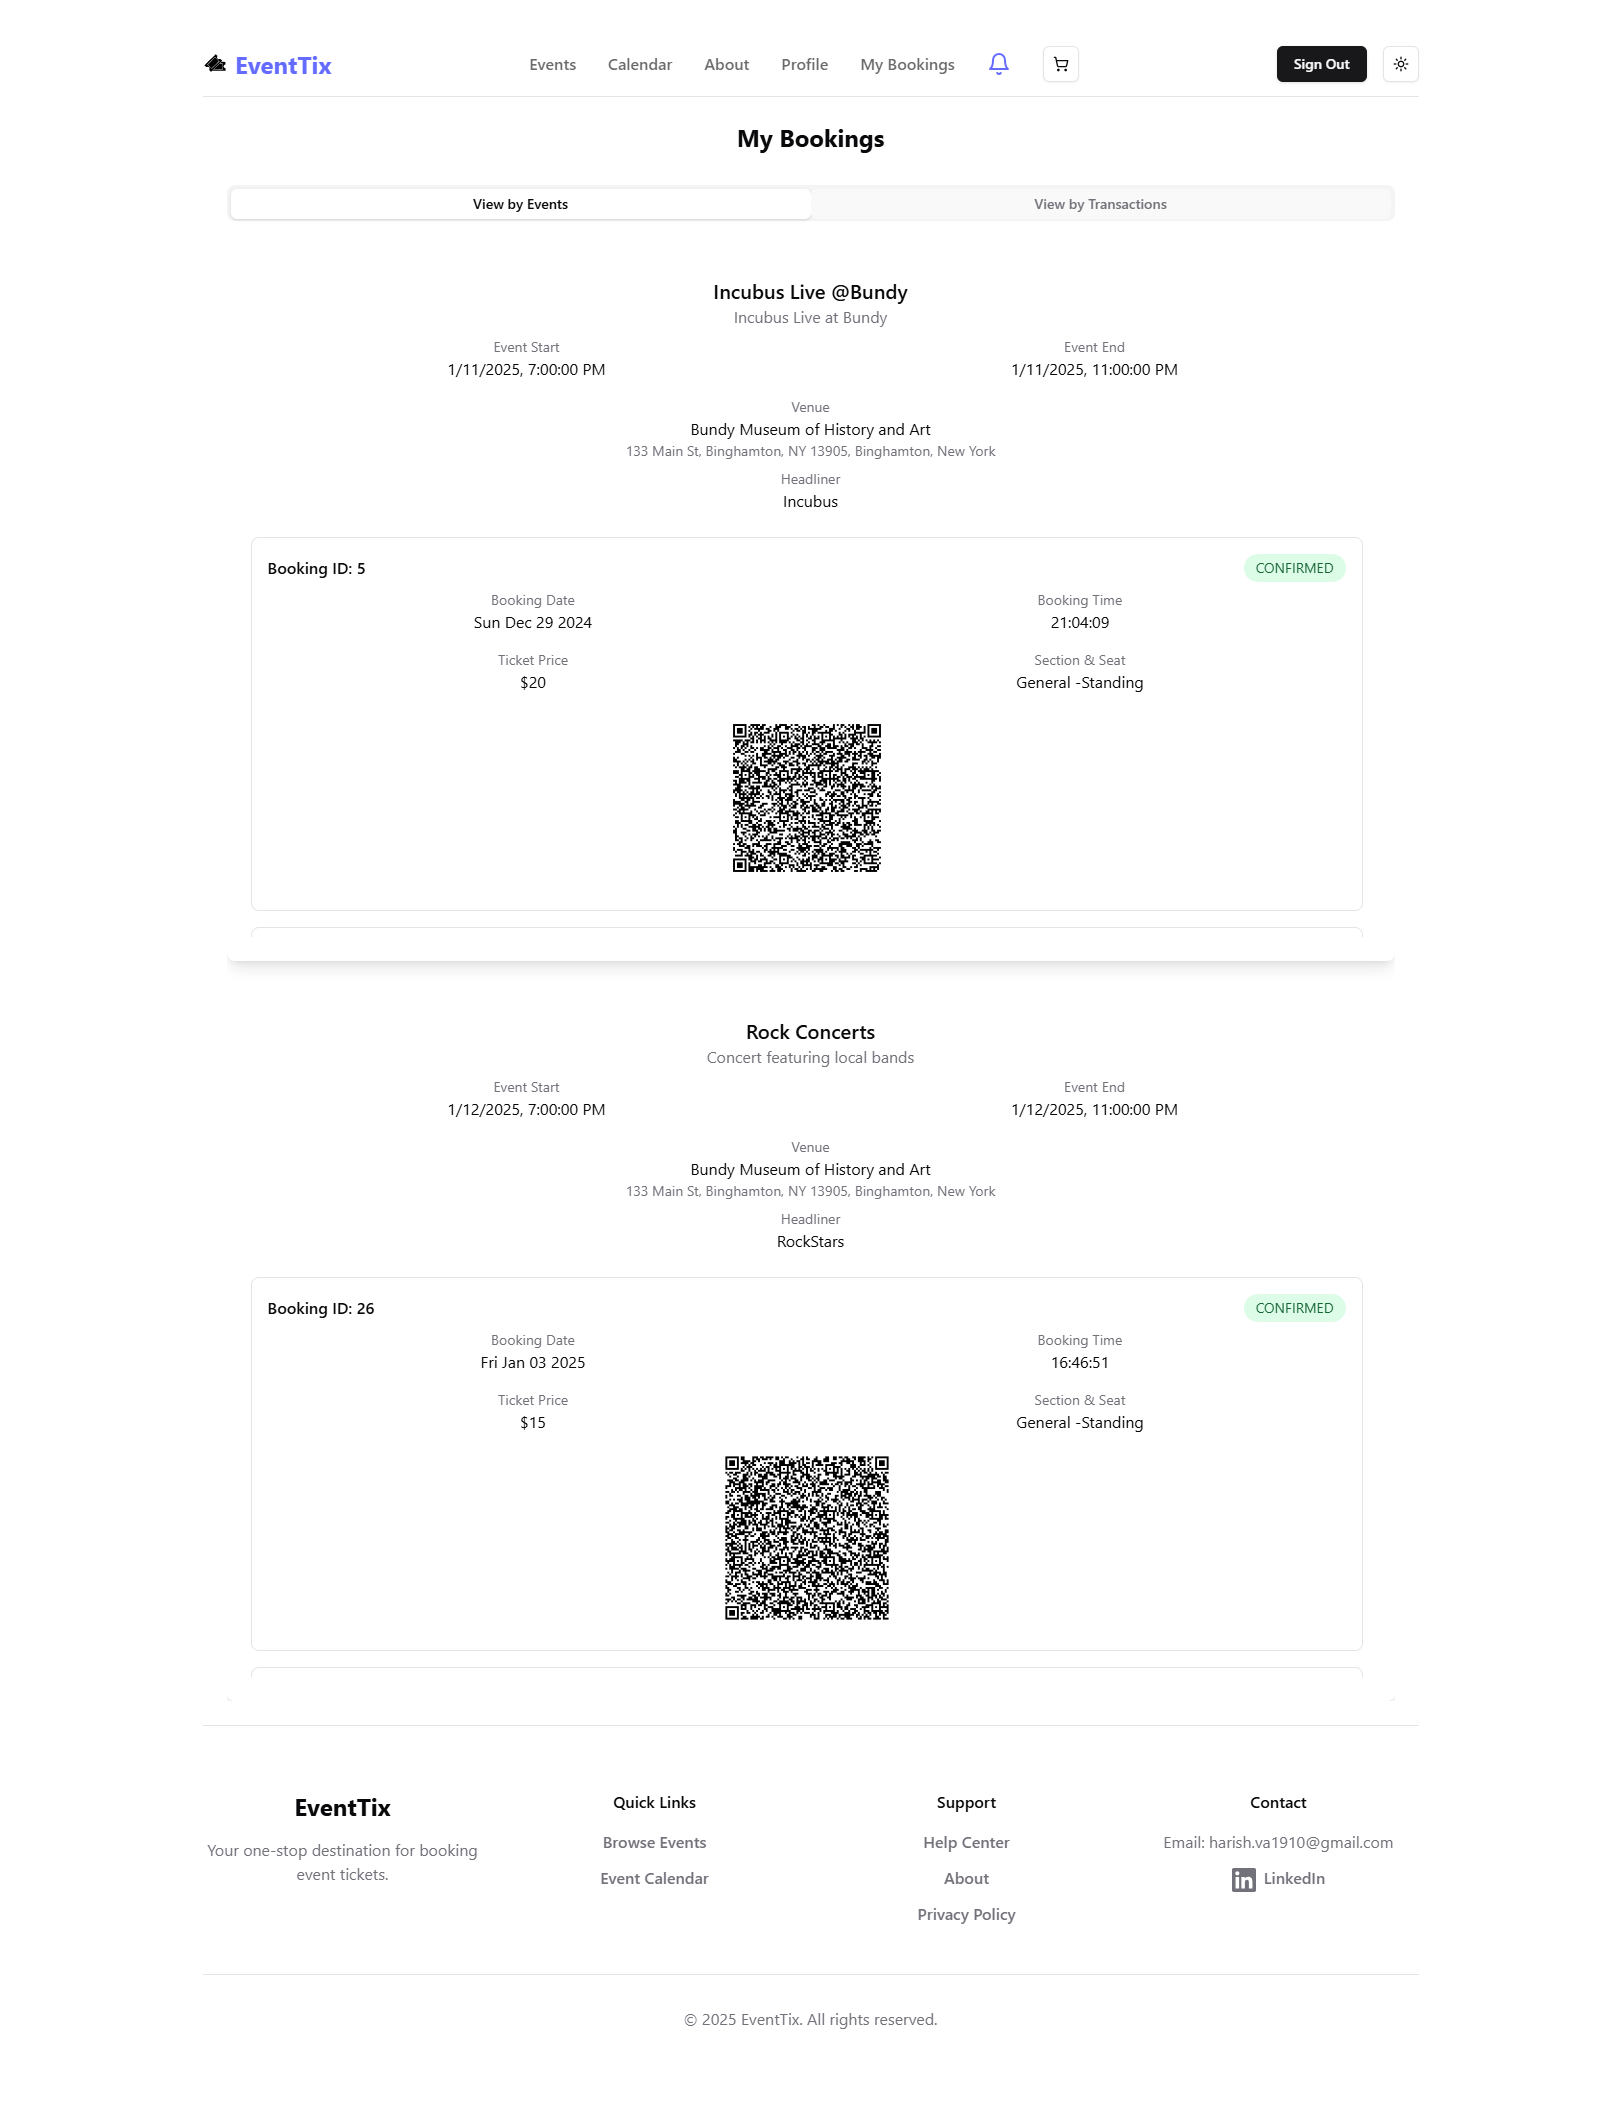 EventTix
Events Calendar About Profile My Bookings
Sign Out
My Bookings
View by Events View by Transactions
Incubus Live @Bundy
Incubus Live at Bundy
Event Start Event End
1/11/2025, 7:00:00 PM 1/11/2025, 11:00:00 PM
Venue
Bundy Museum of History and Art
133 Main St, Binghamton, NY 13905, Binghamton, New York
Headliner
Incubus
Booking ID: 5 CONFIRMED
Booking Date Booking Time
Sun Dec 29 2024 21:04:09
Ticket Price Section & Seat
$20 General -Standing
Rock Concerts
Concert featuring local bands
Event Start Event End
1/12/2025, 7:00:00 PM 1/12/2025, 11:00:00 PM
Venue
Bundy Museum of History and Art
133 Main St, Binghamton, NY 13905, Binghamton, New York
Headliner
RockStars
Booking ID: 26 CONFIRMED
Booking Date Booking Time
Fri Jan 03 2025 16:46:51
Ticket Price Section & Seat
$15 General -Standing
EventTix
Your one-stop destination for booking
event tickets.
Quick Links
Browse Events
Event Calendar
Support
Help Center
About
Privacy Policy
Contact
Email: harish.va1910@gmail.com
LinkedIn
© 2025 EventTix. All rights reserved.